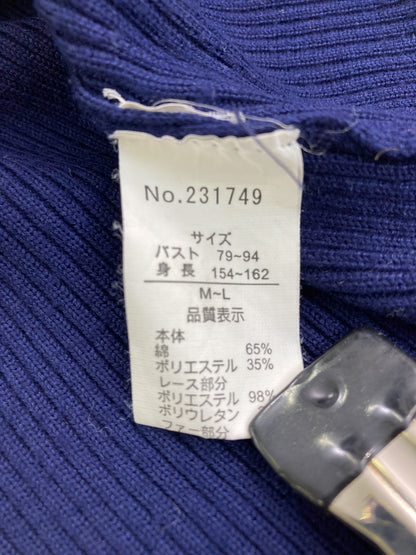 No.231749
サイズ
バスト 79~94
身長 154~162
M~L
品質表示
本体
綿 65%
ポリエステル 35%
レース部分
ポリエステル 98%
ポリウレタン
ファー部分